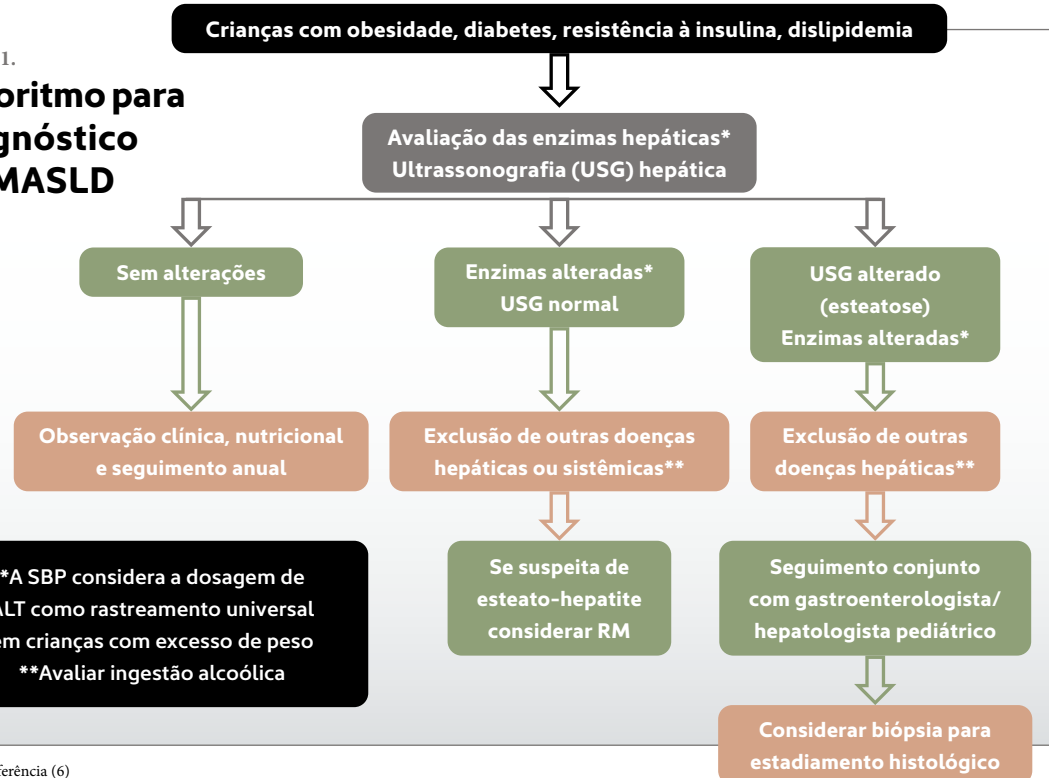 Crianças com obesidade, diabetes, resistência à insulina, dislipidemia
1.
oritmo para
gnóstico
MASLD
Avaliação das enzimas hepáticas*
Ultrassonografia (USG) hepática
Sem alterações
Enzimas alteradas*
USG normal
USG alterado
(esteatose)
Enzimas alteradas*
Observação clínica, nutricional
e seguimento anual
Exclusão de outras doenças
hepáticas ou sistêmicas**
Exclusão de outras
doenças hepáticas**
*A SBP considera a dosagem de
ALT como rastreamento universal
em crianças com excesso de peso
**Avaliar ingestão alcoólica
Se suspeita de
esteato-hepatite
considerar RM
Seguimento conjunto
com gastroenterologista/
hepatologista pediátrico
Considerar biópsia para
estadiamento histológico
ferência (6)